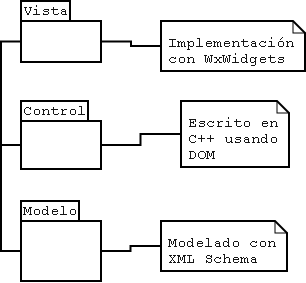 Vista
Implementación
con WxWidgets
Control
Escrito en
C++ usando
DOM
Modelo
Modelado con
XML Schema